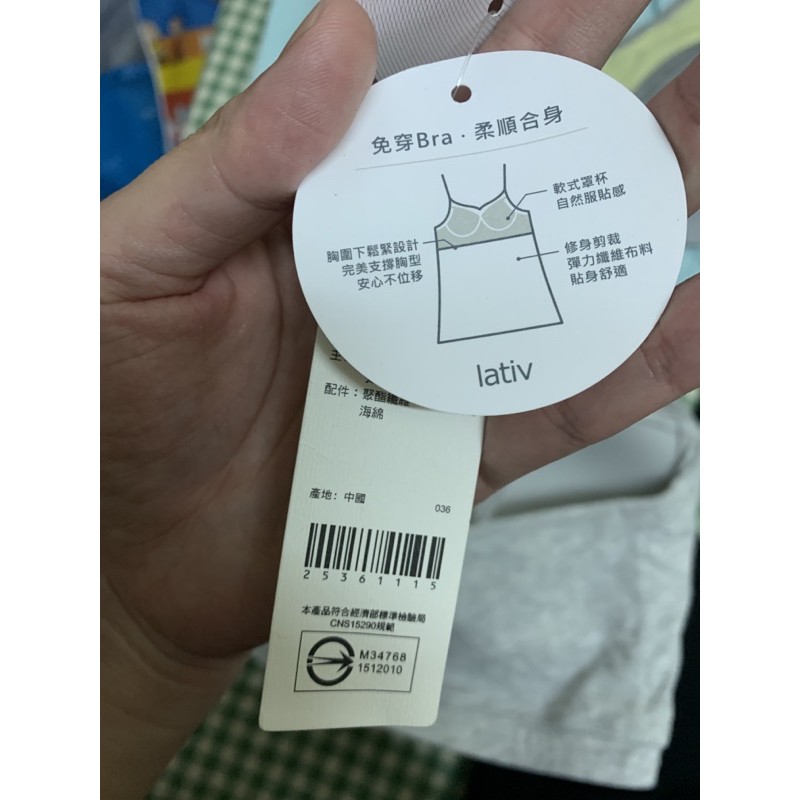 免穿Bra．柔順合身
軟式罩杯
自然服貼感
胸圍下鬆緊設計
完美支撐胸型
安心不位移
修身剪裁
彈力纖維布料
貼身舒適
lativ
主
配件：聚酯纖維
海綿
產地：中國
036
25361115
本產品符合經濟部標準檢驗局
CNS15290規範
M34768
1512010